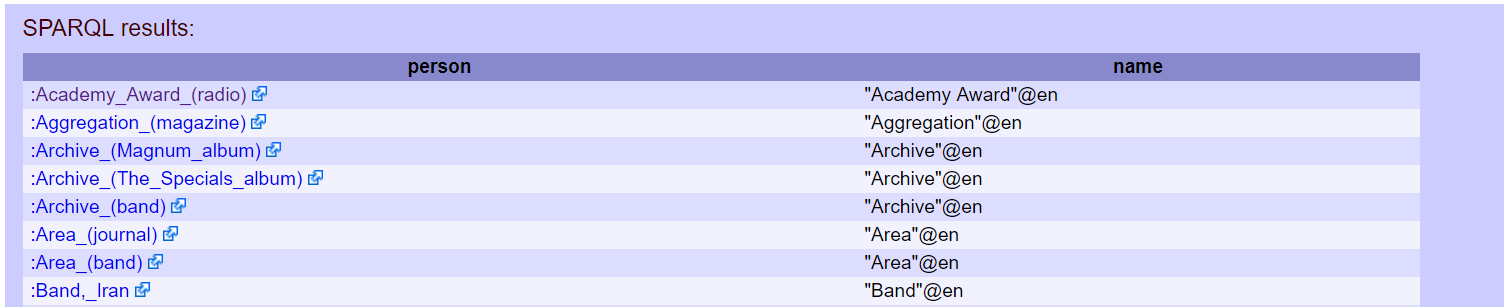 SPARQL results:
person name
:Academy_Award_(radio) "Academy Award"@en
:Aggregation_(magazine) "Aggregation"@en
:Archive_(Magnum_album) "Archive"@en
:Archive_(The_Specials_album) "Archive"@en
:Archive_(band) "Archive"@en
:Area_(journal) "Area"@en
:Area_(band) "Area"@en
:Band,_Iran "Band"@en